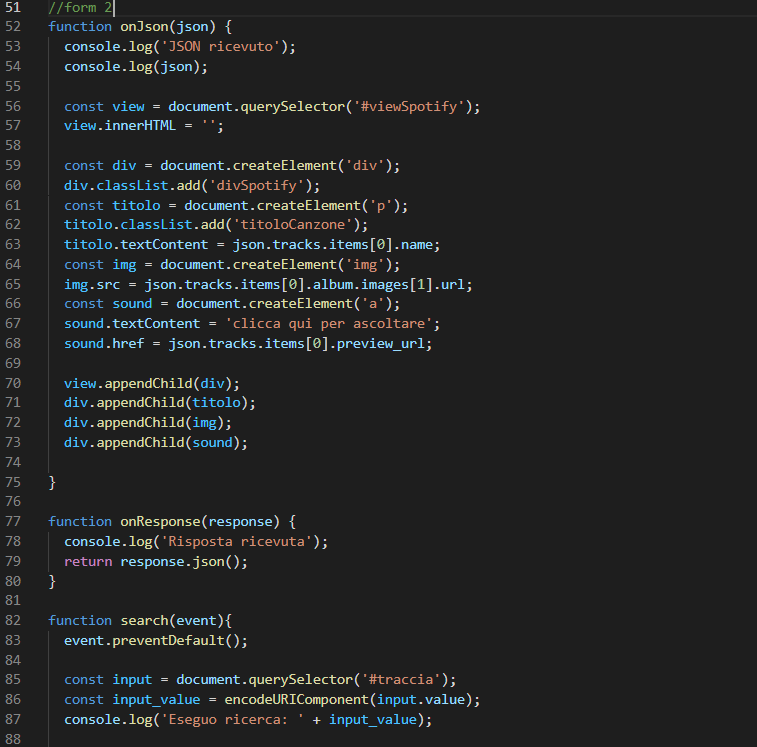 51 //form 2
52 function onJson(json) {
53 console.log('JSON ricevuto');
54 console.log(json);
55
56 const view = document.querySelector('#viewSpotify');
57 view.innerHTML = '';
58
59 const div = document.createElement('div');
60 div.classList.add('divSpotify');
61 const titolo = document.createElement('p');
62 titolo.classList.add('titoloCanzone');
63 titolo.textContent = json.tracks.items[0].name;
64 const img = document.createElement('img');
65 img.src = json.tracks.items[0].album.images[1].url;
66 const sound = document.createElement('a');
67 sound.textContent = 'clicca qui per ascoltare';
68 sound.href = json.tracks.items[0].preview_url;
69
70 view.appendChild(div);
71 div.appendChild(titolo);
72 div.appendChild(img);
73 div.appendChild(sound);
74
75 }
76
77 function onResponse(response) {
78 console.log('Risposta ricevuta');
79 return response.json();
80 }
81
82 function search(event){
83 event.preventDefault();
84
85 const input = document.querySelector('#traccia');
86 const input_value = encodeURIComponent(input.value);
87 console.log('Eseguo ricerca: ' + input_value);
88